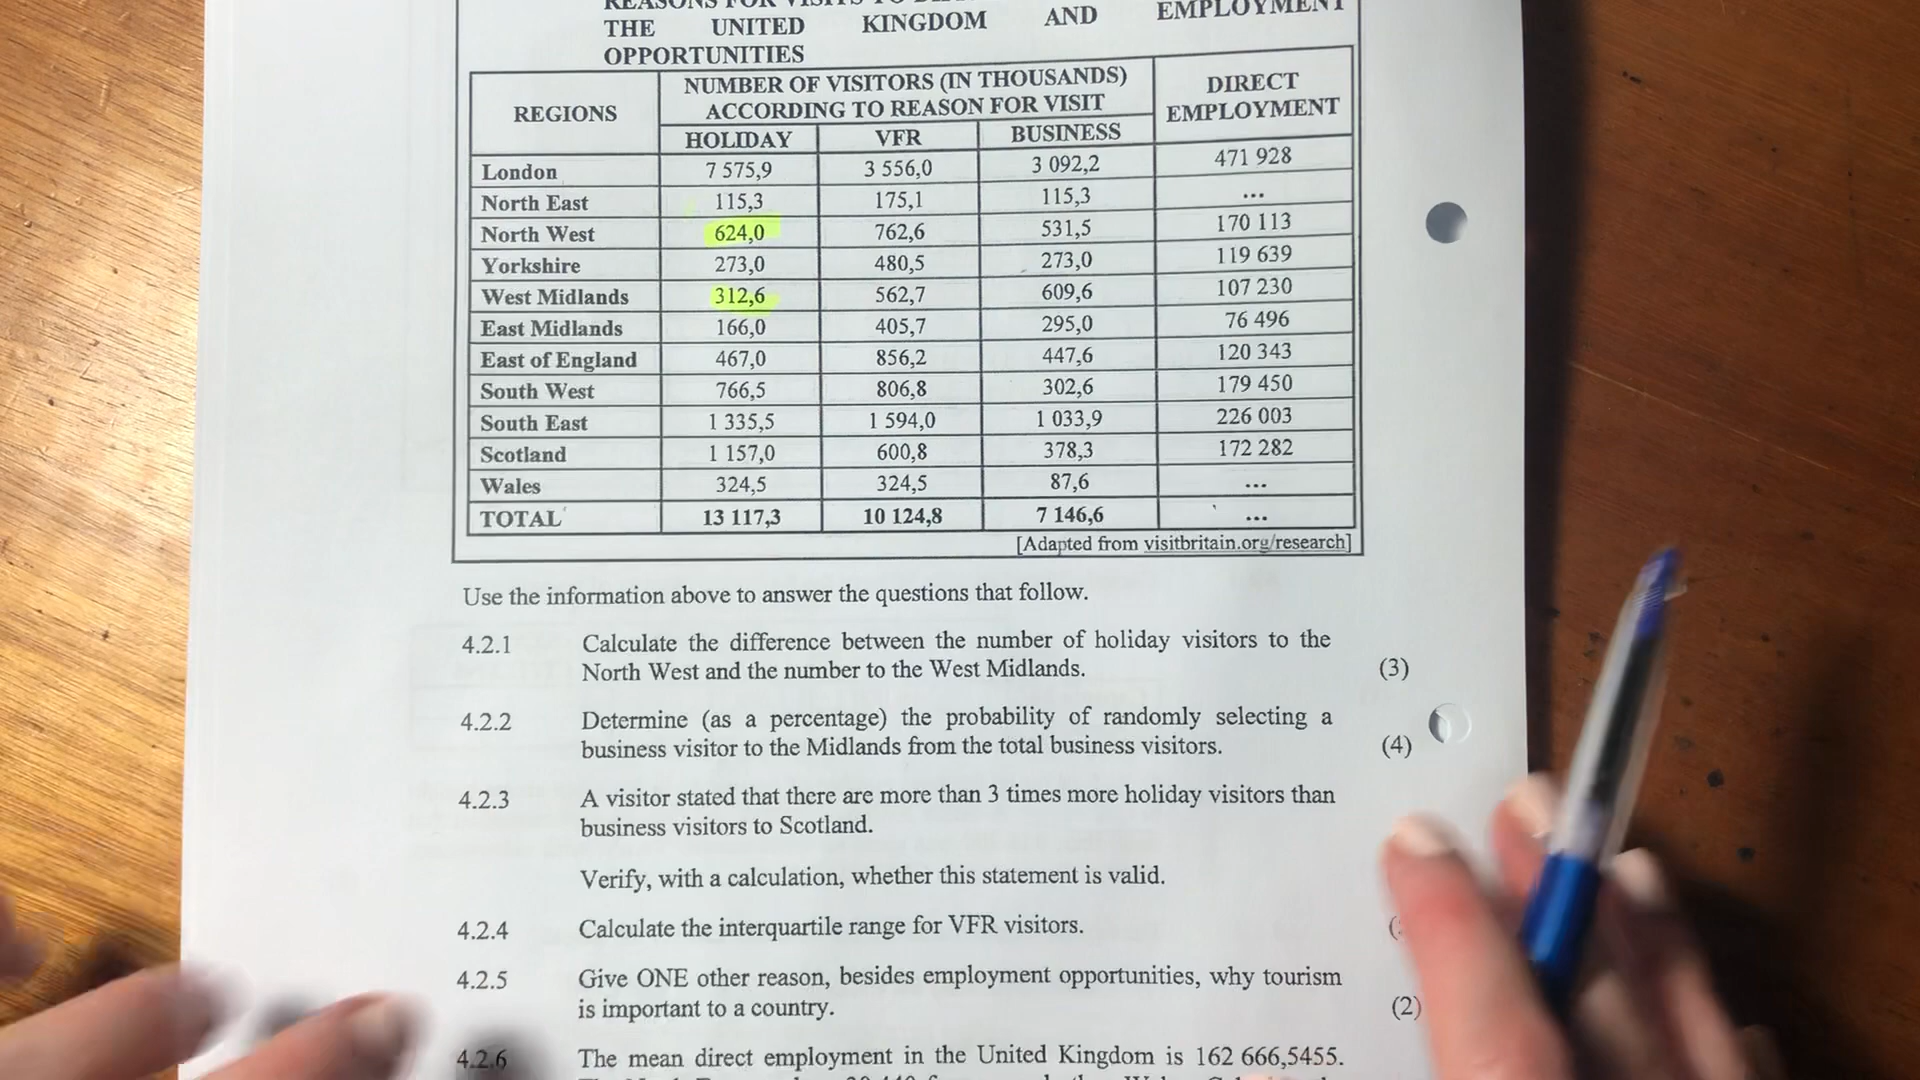 THE UNITED KINGDOM AND EMPLOYMENT
OPPORTUNITIES
REGIONS NUMBER OF VISITORS (IN THOUSANDS) ACCORDING TO REASON FOR VISIT DIRECT EMPLOYMENT
HOLIDAY VFR BUSINESS
London 7 575,9 3 556,0 3 092,2 471 928
North East 115,3 175,1 115,3 ...
North West 624,0 762,6 531,5 170 113
Yorkshire 273,0 480,5 273,0 119 639
West Midlands 312,6 562,7 609,6 107 230
East Midlands 166,0 405,7 295,0 76 496
East of England 467,0 856,2 447,6 120 343
South West 766,5 806,8 302,6 179 450
South East 1 335,5 1 594,0 1 033,9 226 003
Scotland 1 157,0 600,8 378,3 172 282
Wales 324,5 324,5 87,6 ...
TOTAL 13 117,3 10 124,8 7 146,6 ...
[Adapted from visitbritain.org/research]
Use the information above to answer the questions that follow.
4.2.1 Calculate the difference between the number of holiday visitors to the
North West and the number to the West Midlands. (3)
4.2.2 Determine (as a percentage) the probability of randomly selecting a
business visitor to the Midlands from the total business visitors. (4)
4.2.3 A visitor stated that there are more than 3 times more holiday visitors than
business visitors to Scotland.
Verify, with a calculation, whether this statement is valid.
4.2.4 Calculate the interquartile range for VFR visitors.
4.2.5 Give ONE other reason, besides employment opportunities, why tourism
is important to a country. (2)
4.2.6 The mean direct employment in the United Kingdom is 162 666,5455.